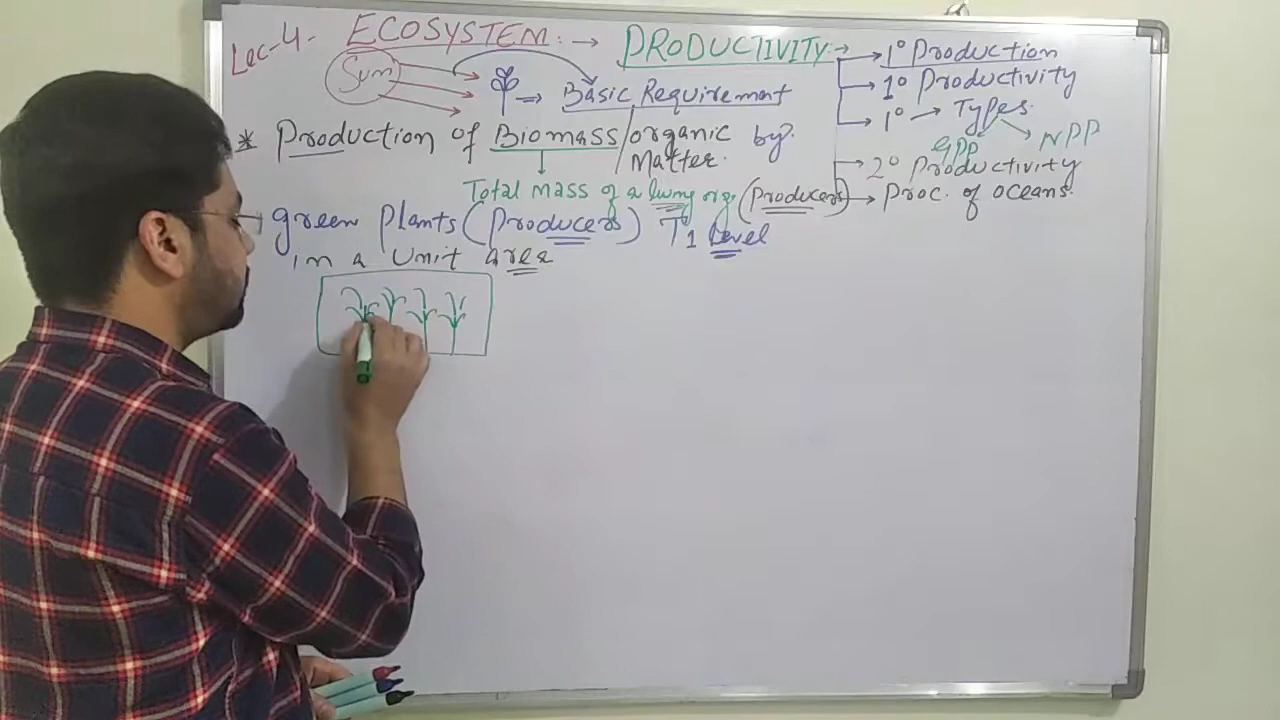 Lec-4- ECOSYSTEM:→ PRODUCTIVITY:→
→1° Production
→1° Productivity
→1° → Types
GPP NPP
→2° Productivity
→Proc. of oceans.
Sun → Basic Requirement
* Production of Biomass/organic Matter. by.
Total mass of a living org. (Producers)
green Plants (Producers) T1 Level
in a Unit area